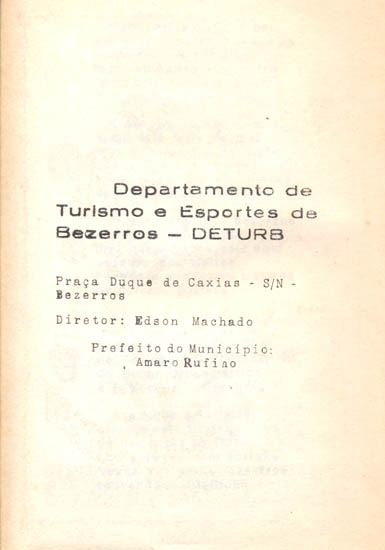 Departamento de
Turismo e Esportes de
Bezerros – DETURB
Praça Duque de Caxias - S/N -
Bezerros
Diretor: Edson Machado
Prefeito do Município:
Amaro Rufino